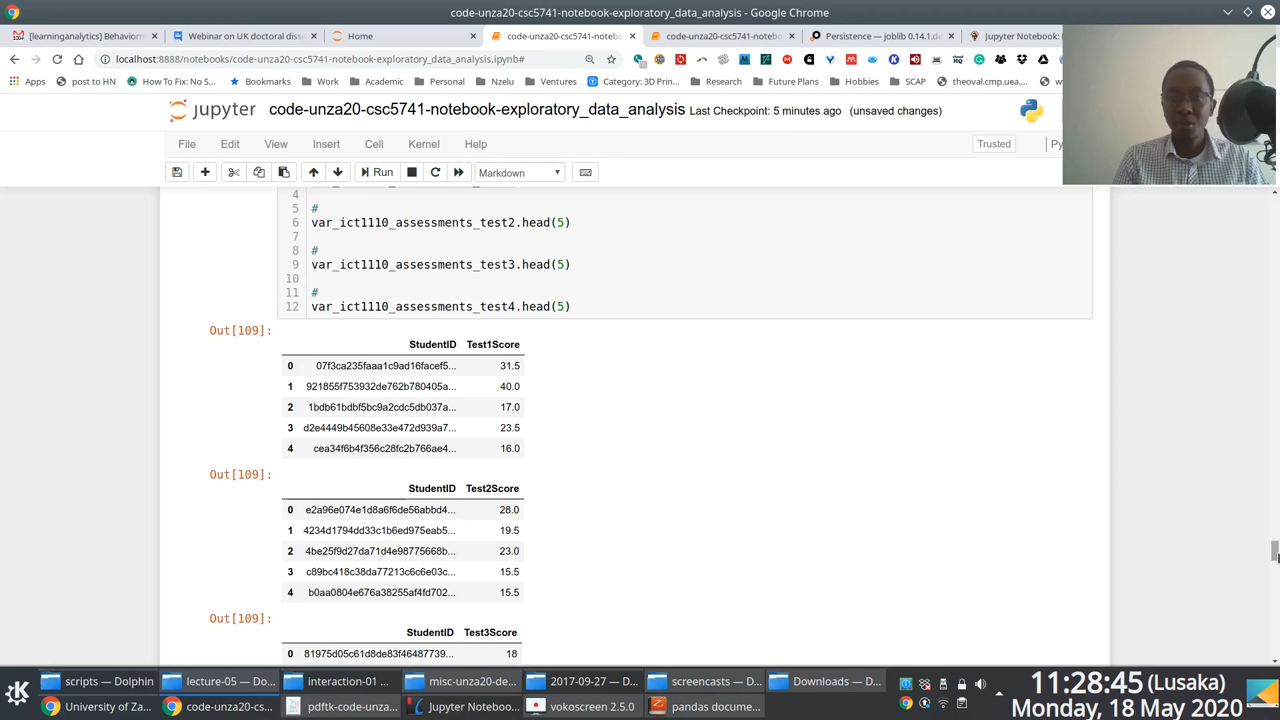 code-unza20-csc5741-notebook-exploratory_data_analysis - Google Chrome
[learninganalytics] Behaviorm
Webinar on UK doctoral disse
Home
code-unza20-csc5741-noteb
code-unza20-csc5741-noteb
Persistence — joblib 0.14.1.de
Jupyter Notebook:
localhost:8888/notebooks/code-unza20-csc5741-notebook-exploratory_data_analysis.ipynb#
Apps
post to HN
How To Fix: No S...
Bookmarks
Work
Academic
Personal
Nzelu
Ventures
Category: 3D Prin...
Research
Future Plans
Hobbies
SCAP
theoval.cmp.uea....
jupyter
code-unza20-csc5741-notebook-exploratory_data_analysis
Last Checkpoint: 5 minutes ago
(unsaved changes)
File
Edit
View
Insert
Cell
Kernel
Help
Trusted
Run
Markdown
4
5 #
6 var_ict1110_assessments_test2.head(5)
7
8 #
9 var_ict1110_assessments_test3.head(5)
10
11 #
12 var_ict1110_assessments_test4.head(5)
Out[109]:
StudentID Test1Score
0 07f3ca235faaa1c9ad16facef5... 31.5
1 921855f753932de762b780405a... 40.0
2 1bdb61bdbf5bc9a2cdc5db037a... 17.0
3 d2e4449b45608e33e472d939a7... 23.5
4 cea34f6b4f356c28fc2b766ae4... 16.0
Out[109]:
StudentID Test2Score
0 e2a96e074e1d8a6f6de56abbd4... 28.0
1 4234d1794dd33c1b6ed975eab5... 19.5
2 4be25f9d27da71d4e98775668b... 23.0
3 c89bc418c38da77213c6c6e03c... 15.5
4 b0aa0804e676a38255af4fd702... 15.5
Out[109]:
StudentID Test3Score
0 81975d05c61d8de83f46487739... 18
scripts — Dolphin
lecture-05 — Do...
interaction-01 ...
misc-unza20-de...
2017-09-27 — D...
screencasts — D...
Downloads — D...
University of Za...
code-unza20-cs...
pdftk-code-unza...
Jupyter Notebo...
vokoscreen 2.5.0
pandas docume...
11:28:45 (Lusaka)
Monday, 18 May 2020